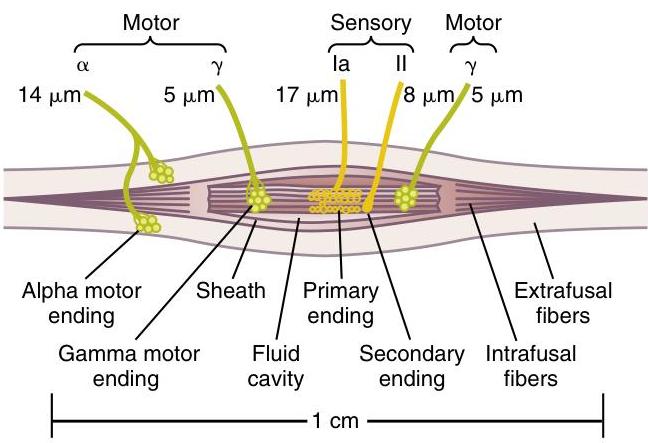 Motor Sensory Motor
α γ Ia II γ
14 μm 5 μm 17 μm 8 μm 5 μm
Alpha motor
ending
Sheath
Primary
ending
Extrafusal
fibers
Gamma motor
ending
Fluid
cavity
Secondary
ending
Intrafusal
fibers
1 cm